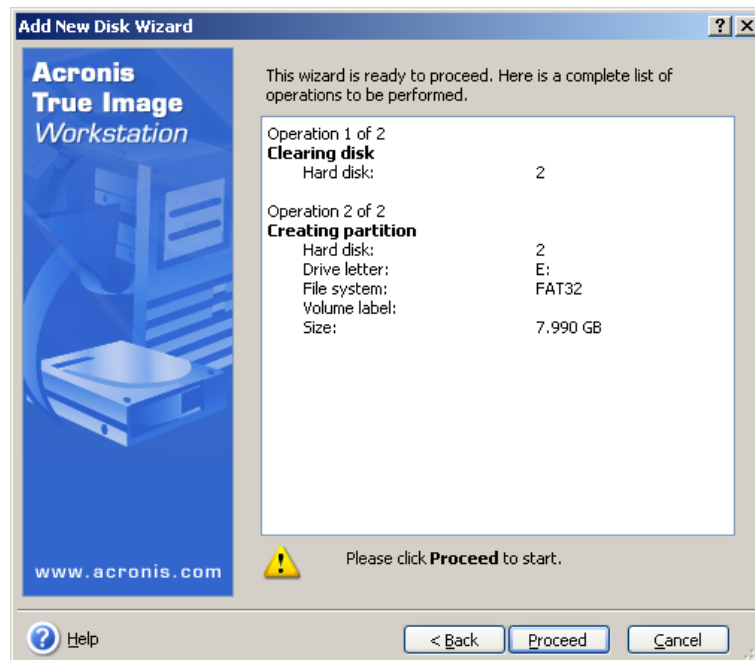 Add New Disk Wizard
Acronis
True Image
Workstation
This wizard is ready to proceed. Here is a complete list of
operations to be performed.
Operation 1 of 2
Clearing disk
Hard disk: 2
Operation 2 of 2
Creating partition
Hard disk: 2
Drive letter: E:
File system: FAT32
Volume label:
Size: 7.990 GB
Please click Proceed to start.
www.acronis.com
Help
< Back
Proceed
Cancel